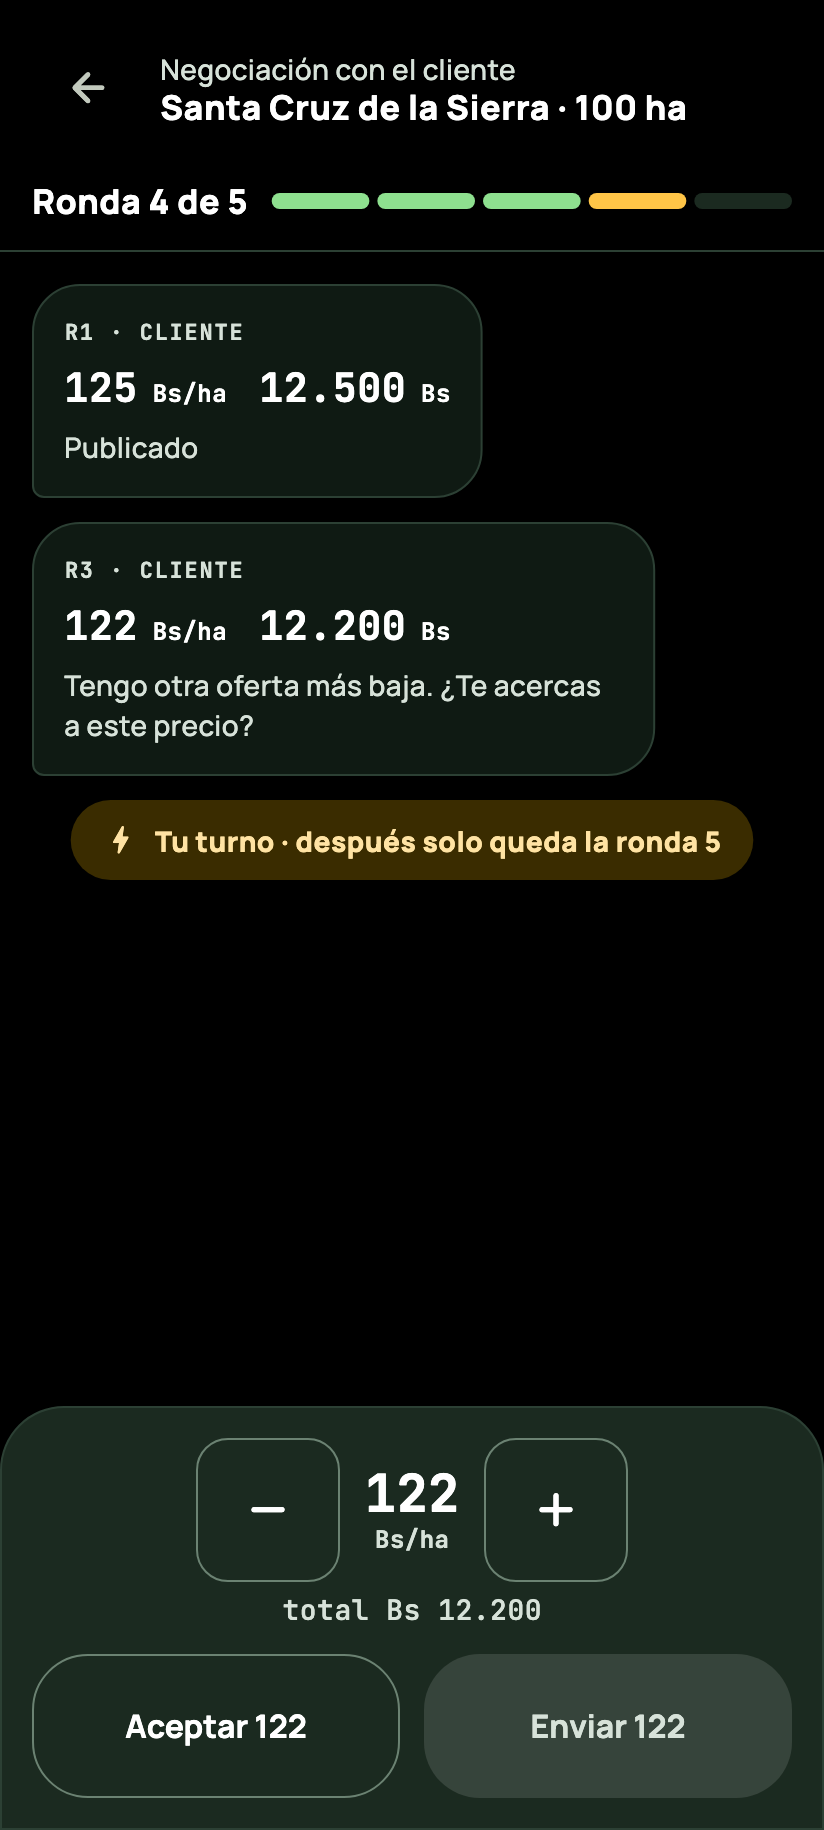 Negociación con el cliente
Santa Cruz de la Sierra · 100 ha
Ronda 4 de 5
R1 · CLIENTE
125 Bs/ha 12.500 Bs
Publicado
R3 · CLIENTE
122 Bs/ha 12.200 Bs
Tengo otra oferta más baja. ¿Te acercas
a este precio?
Tu turno · después solo queda la ronda 5
122
Bs/ha
total Bs 12.200
Aceptar 122
Enviar 122